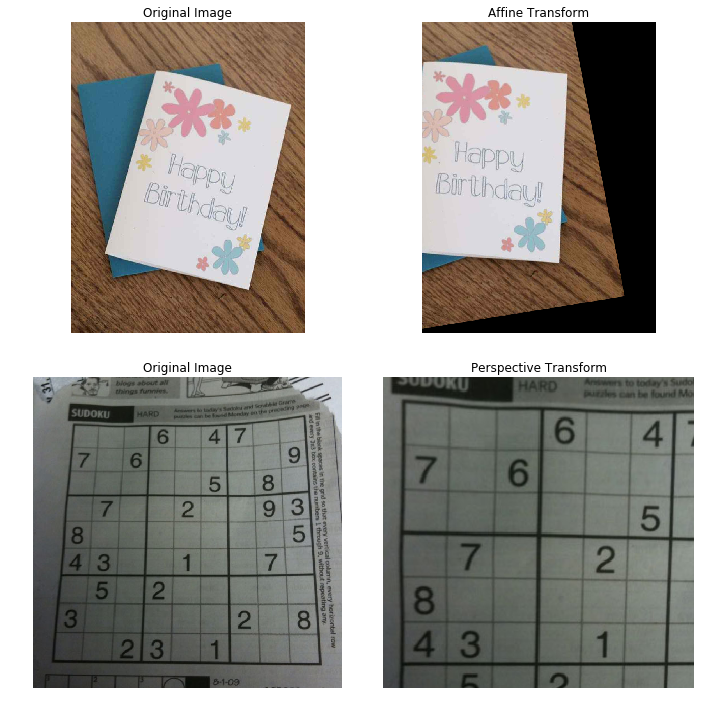 Original Image
Happy
Birthday!
Affine Transform
Happy
Birthday!
Original Image
31,
blogs about all
things funnies.
SUDOKU HARD Answers to today's Sudoku and Scrabble Grams
puzzles can be found Monday on the preceding page.
6 4 7
7 6 9
5 8
7 2 9 3
8 5
4 3 1 7
5 2
3 2 8
2 3 1
Fill in the blank spaces in the grid so that every vertical column, every horizontal row
and every 3x3 box contains the numbers 1 through 9, without repeating any.
8-1-09
Perspective Transform
SUDOKU HARD Answers to today's Sudo
puzzles can be found Mo
6 4 7
7 6
5
7 2
8
4 3 1
5 2